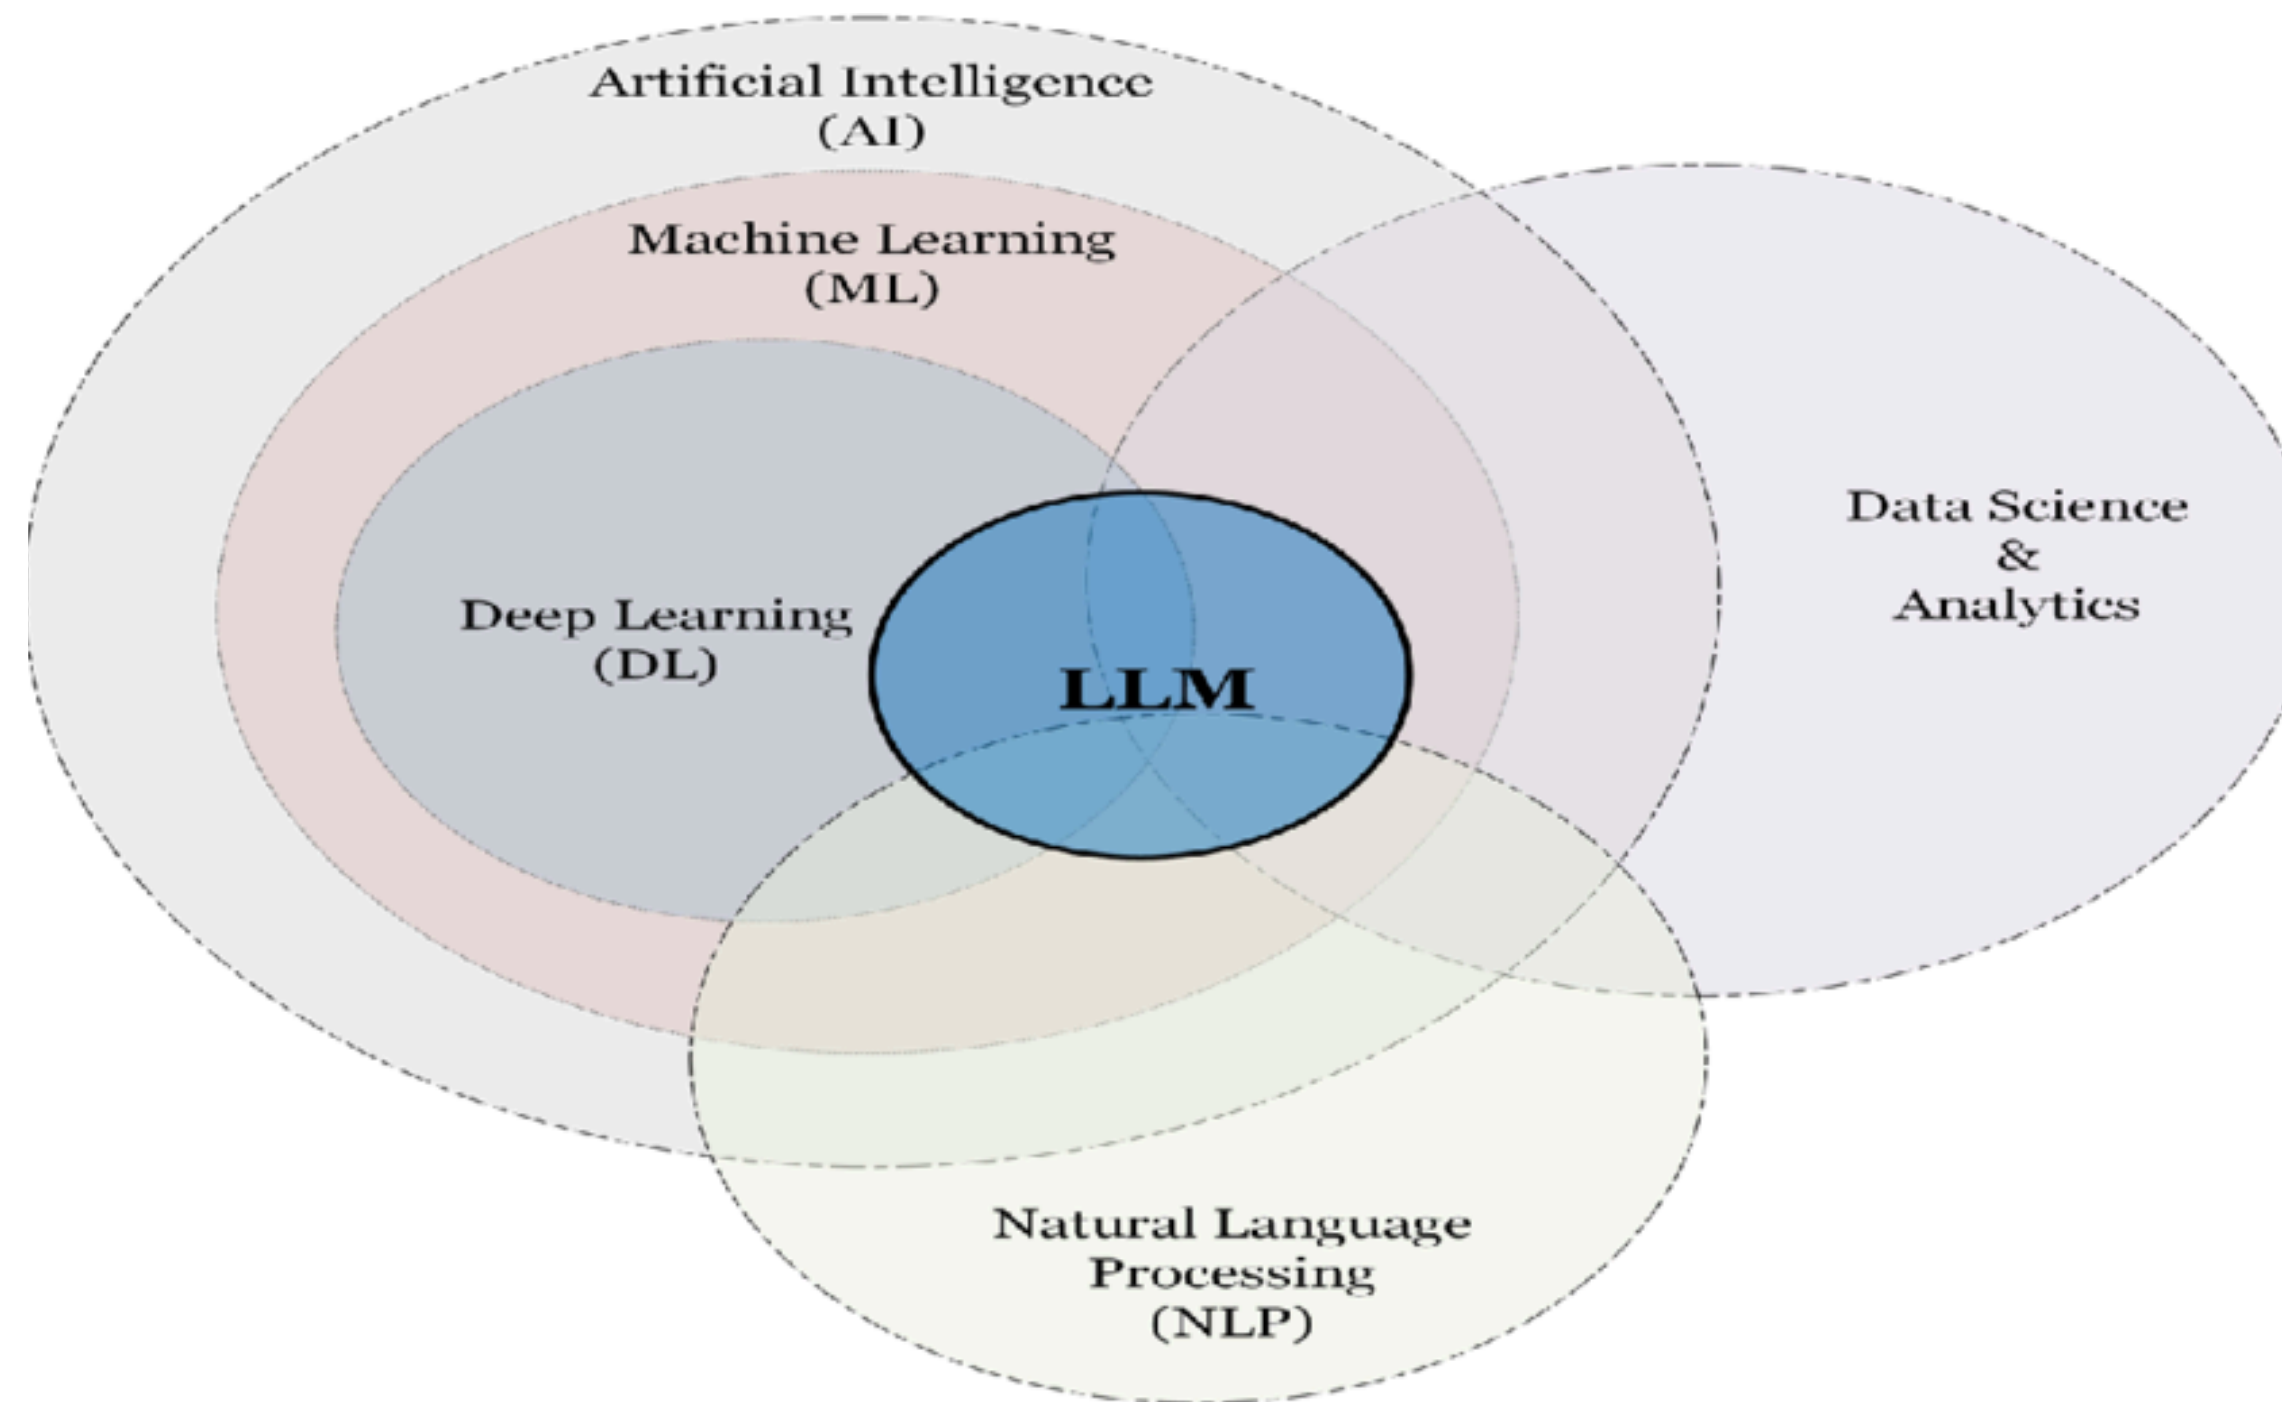 Artificial Intelligence
(AI)
Machine Learning
(ML)
Deep Learning
(DL)
LLM
Data Science
&
Analytics
Natural Language
Processing
(NLP)